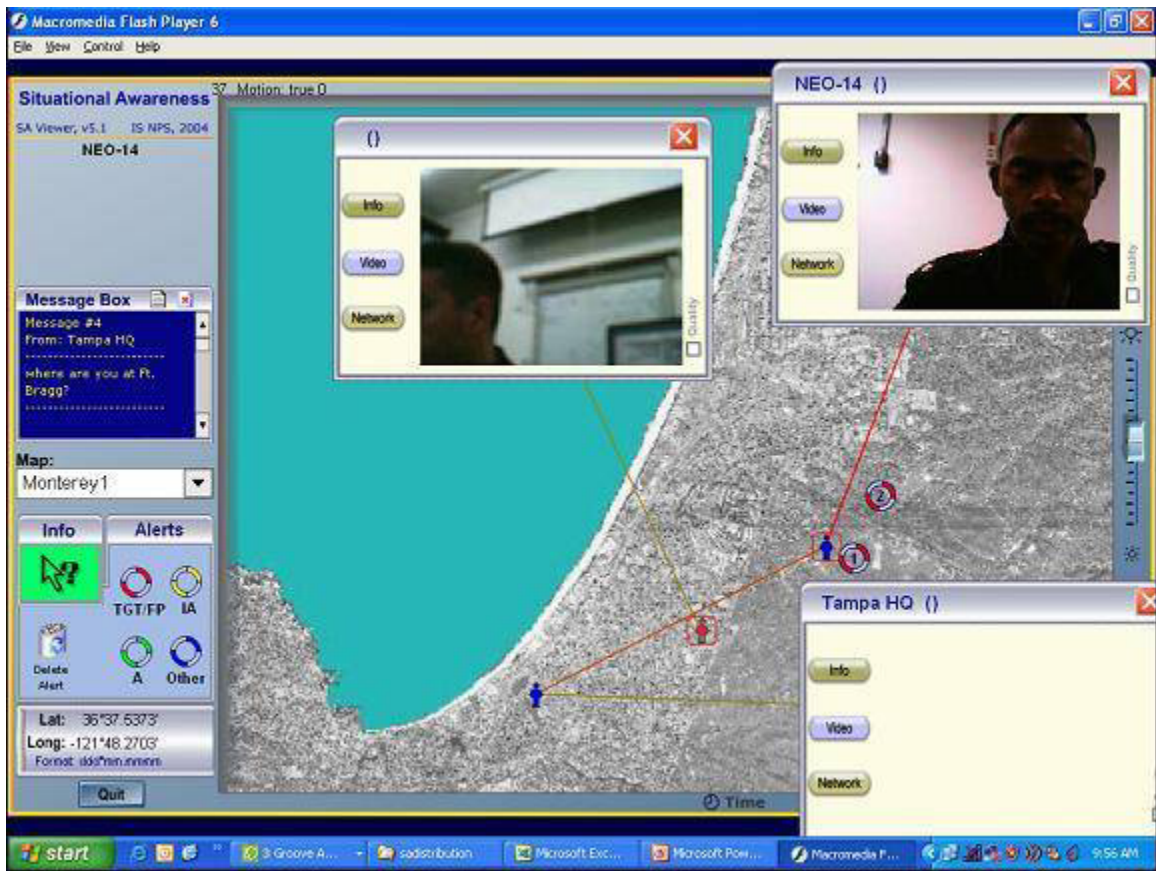 Macromedia Flash Player 6
File View Control Help
Situational Awareness
SA Viewer, v5.1 IS NPS, 2004
NEO-14
37 Motion: true 0
()
Info
Video
Network
Quality
NEO-14 ()
Info
Video
Network
Quality
Message Box
Message #4
From: Tampa HQ
------------------------
where are you at Ft.
Bragg?
------------------------
Map:
Monterey1
Info
Alerts
TGT/FP IA
Delete
Alert
A Other
Lat: 36°37.5373'
Long: -121°48.2703'
Format: ddd°mm.mmmm
Quit
2
1
Tampa HQ ()
Info
Video
Network
Time
start
3 Groove A...
sadistribution
Microsoft Exc...
Microsoft Pow...
Macromedia F...
9:56 AM